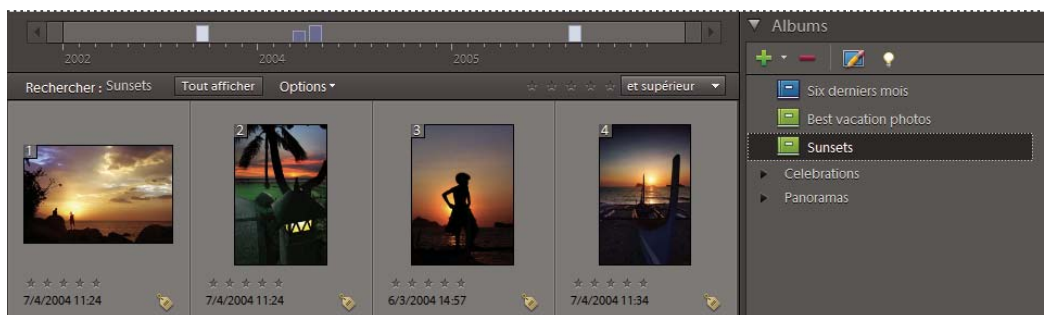 2002 2004 2005
Rechercher : Sunsets Tout afficher Options et supérieur
1 2 3 4
7/4/2004 11:24 7/4/2004 11:24 6/3/2004 14:57 7/4/2004 11:34
Albums
Six derniers mois
Best vacation photos
Sunsets
Celebrations
Panoramas